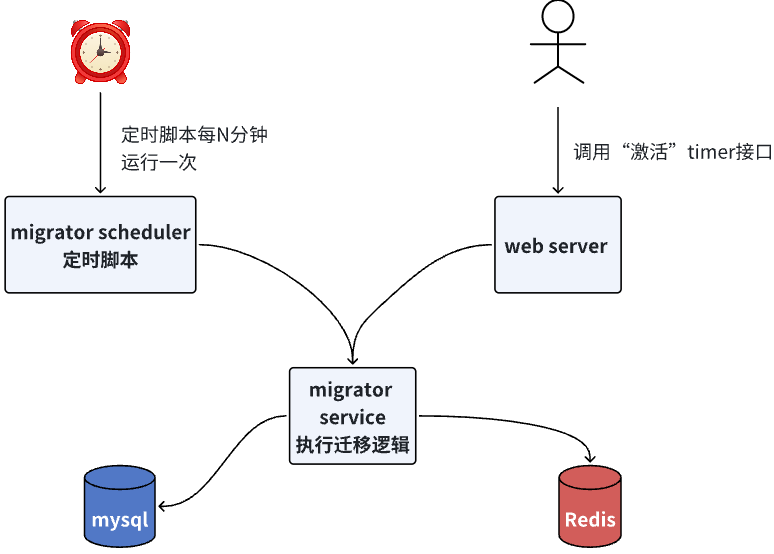 定时脚本每N分钟
运行一次
调用“激活”timer接口
migrator scheduler
定时脚本
web server
migrator
service
执行迁移逻辑
mysql
Redis